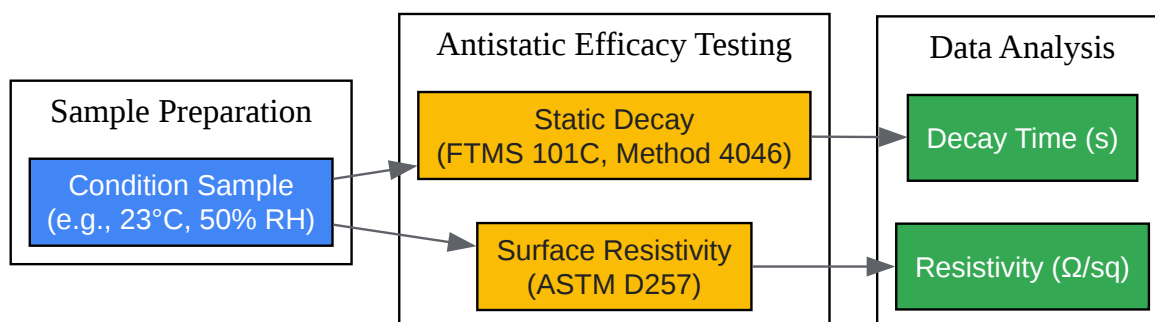 Sample Preparation
Condition Sample
(e.g., 23°C, 50% RH)
Antistatic Efficacy Testing
Static Decay
(FTMS 101C, Method 4046)
Surface Resistivity
(ASTM D257)
Data Analysis
Decay Time (s)
Resistivity (Ω/sq)